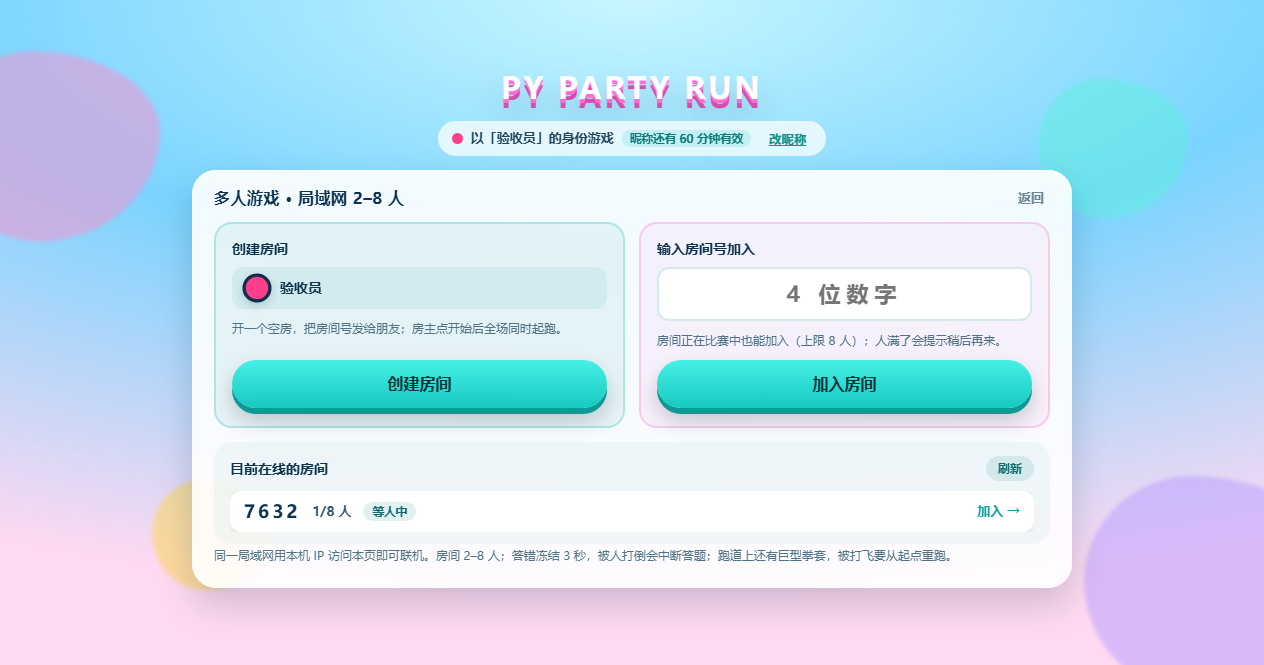 PY PARTY RUN
以「验收员」的身份游戏 昵称还有 60 分钟有效 改昵称
多人游戏 • 局域网 2–8 人 返回
创建房间
验收员
开一个空房，把房间号发给朋友；房主点开始后全场同时起跑。
创建房间
输入房间号加入
4 位数字
房间正在比赛中也能加入（上限 8 人）；人满了会提示稍后再来。
加入房间
目前在线的房间 刷新
7632 1/8 人 等人中 加入 →
同一局域网用本机 IP 访问本页即可联机。房间 2–8 人；答错冻结 3 秒，被人打倒会中断答题；跑道上还有巨型拳套，被打飞要从起点重跑。